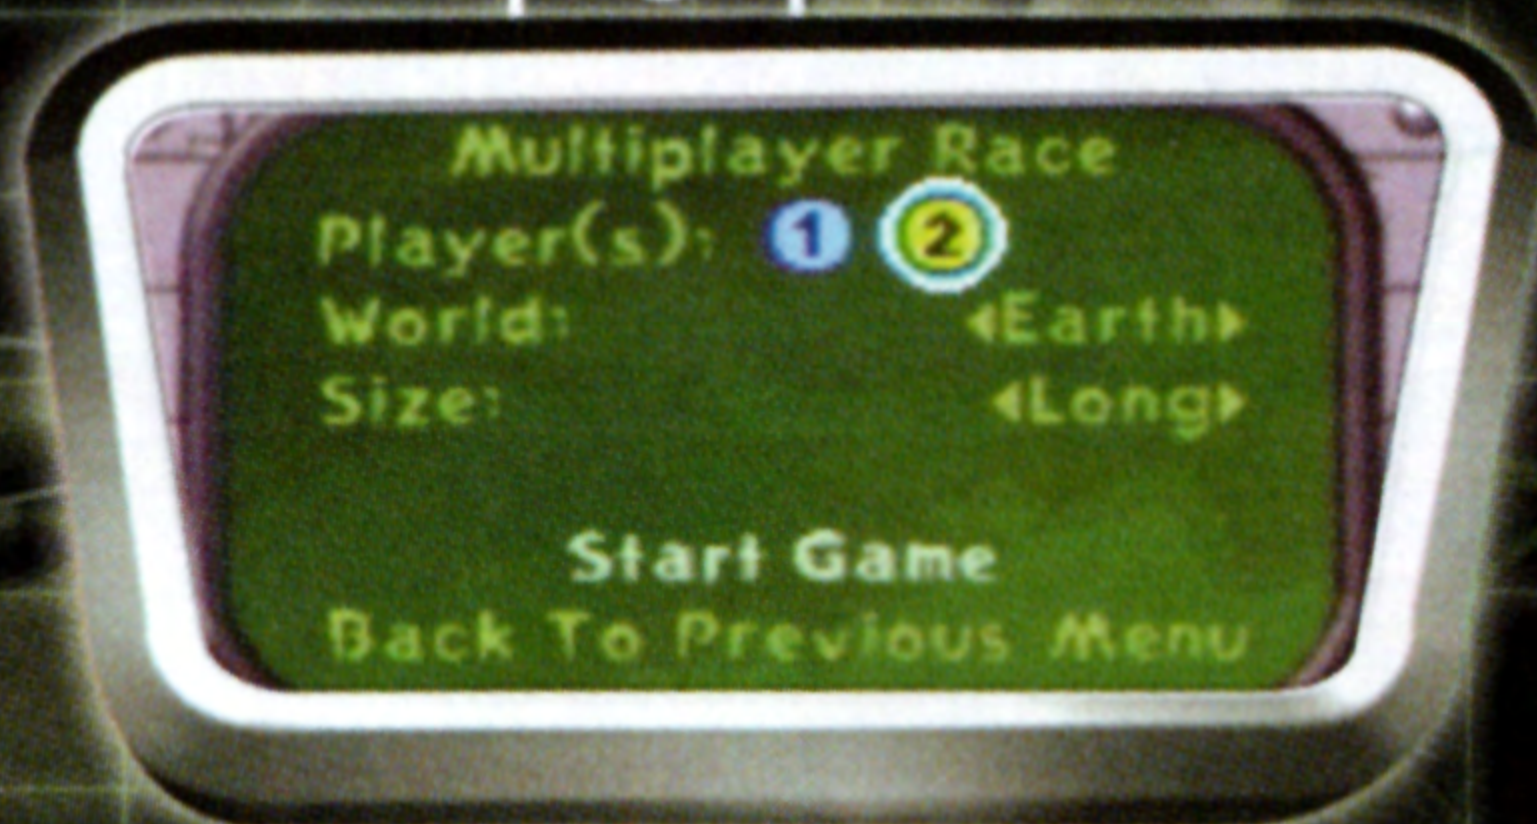 Multiplayer Race
Player(s): 1 2
World: ◀Earth▶
Size: ◀Long▶
Start Game
Back To Previous Menu